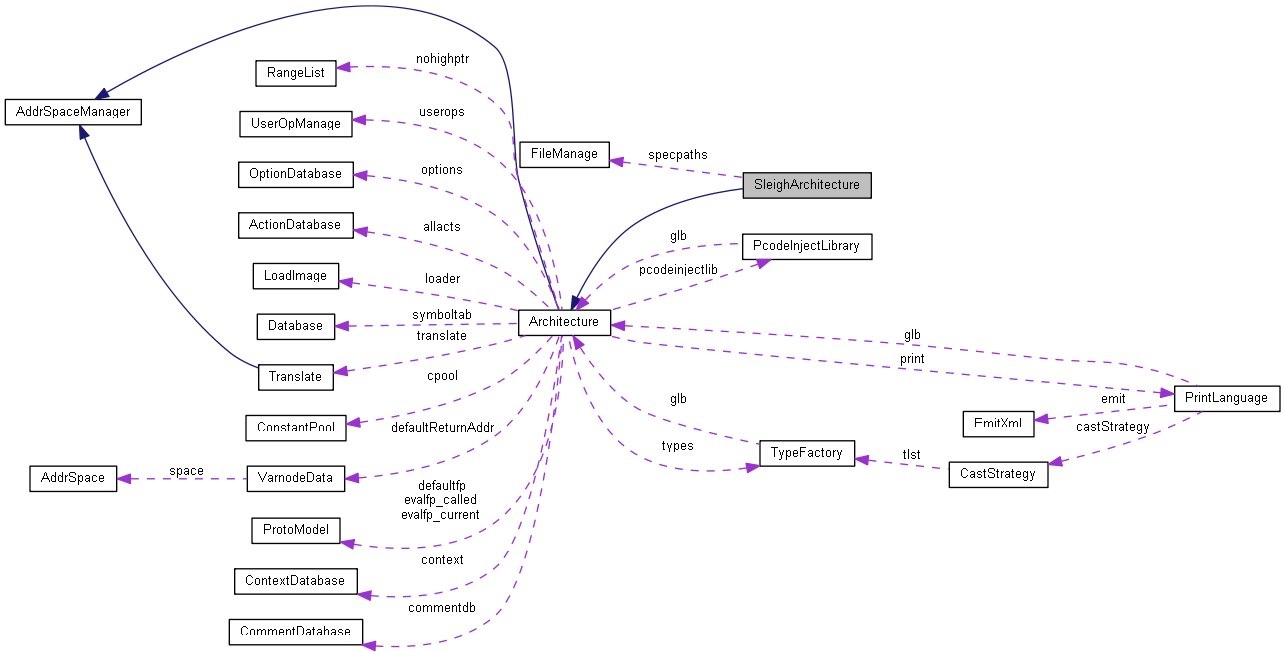 nohighptr
RangeList
AddrSpaceManager
userops
UserOpManage
FileManage
specpaths
options
OptionDatabase
SleighArchitecture
allacts
ActionDatabase
glb
PcodeInjectLibrary
pcodeinjectlib
loader
LoadImage
symboltab
Database
Architecture
translate
glb
print
cpool
Translate
emit
PrintLanguage
glb
castStrategy
ConstantPool
defaultReturnAddr
EmitXml
types
TypeFactory
tlst
CastStrategy
space
AddrSpace
VarnodeData
defaultfp
evalfp_called
evalfp_current
ProtoModel
context
ContextDatabase
commentdb
CommentDatabase